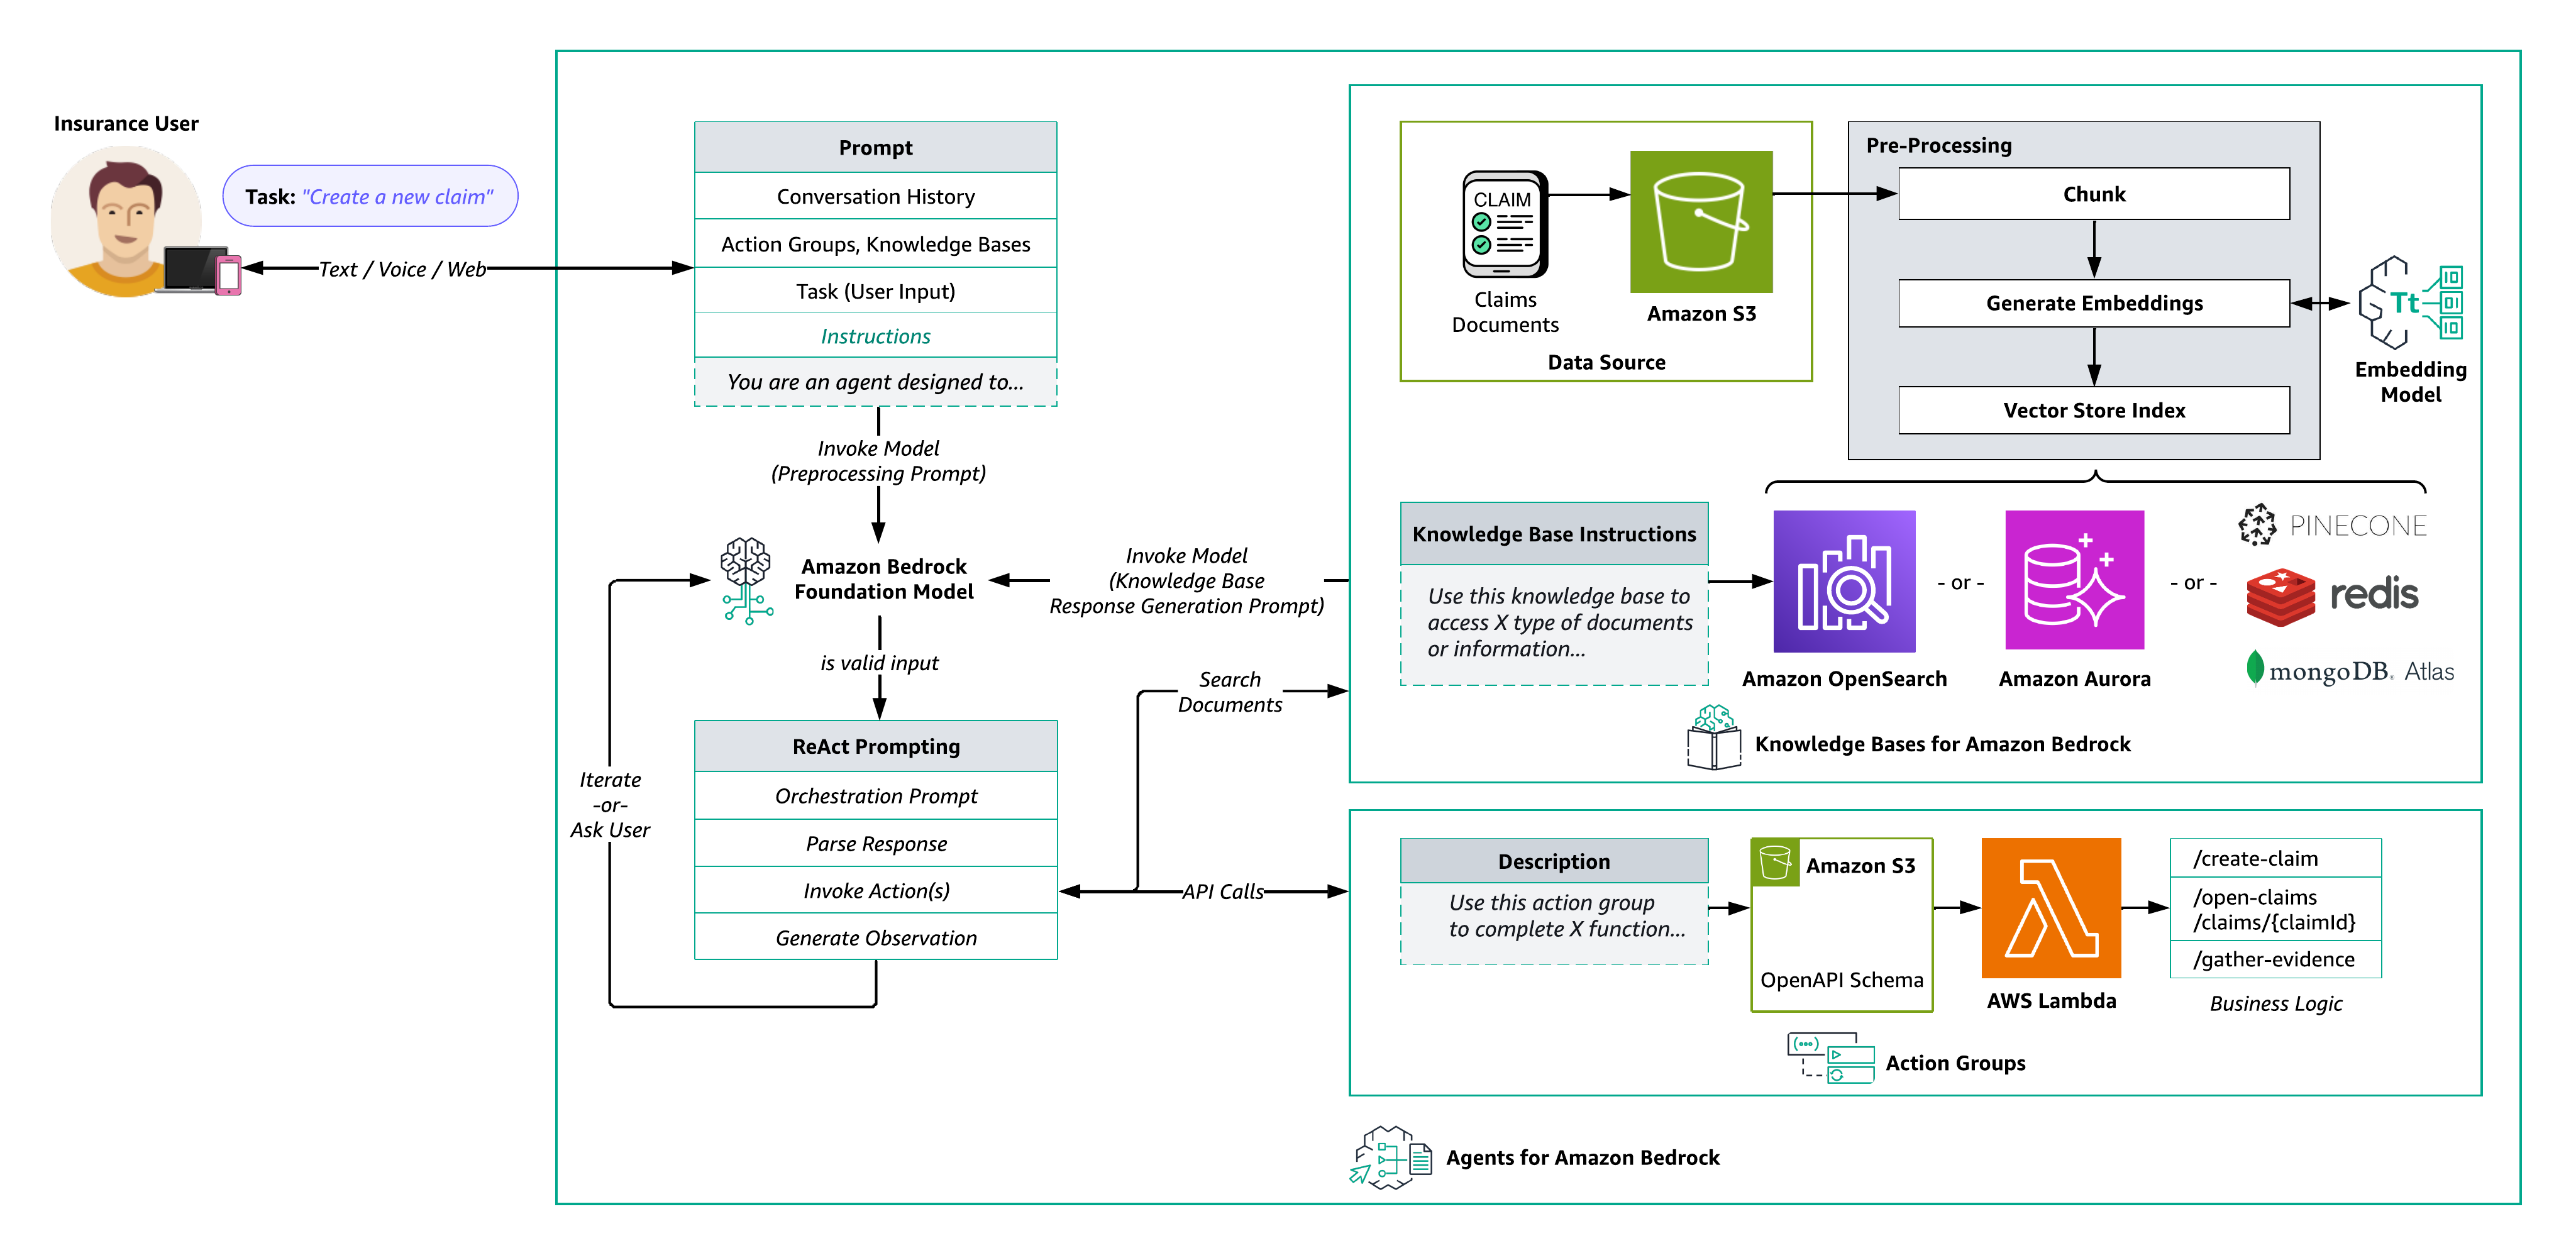 Insurance User
Task: "Create a new claim"
Text / Voice / Web
Prompt
Conversation History
Action Groups, Knowledge Bases
Task (User Input)
Instructions
You are an agent designed to...
Invoke Model
(Preprocessing Prompt)
Amazon Bedrock
Foundation Model
is valid input
ReAct Prompting
Orchestration Prompt
Parse Response
Invoke Action(s)
Generate Observation
Iterate
-or-
Ask User
Invoke Model
(Knowledge Base
Response Generation Prompt)
Search
Documents
API Calls
CLAIM
Claims
Documents
Amazon S3
Data Source
Pre-Processing
Chunk
Generate Embeddings
Vector Store Index
Tt
Embedding
Model
Knowledge Base Instructions
Use this knowledge base to
access X type of documents
or information...
Amazon OpenSearch
- or -
Amazon Aurora
- or -
PINECONE
redis
mongoDB. Atlas
Knowledge Bases for Amazon Bedrock
Description
Use this action group
to complete X function...
Amazon S3
OpenAPI Schema
AWS Lambda
/create-claim
/open-claims
/claims/{claimId}
/gather-evidence
Business Logic
Action Groups
Agents for Amazon Bedrock